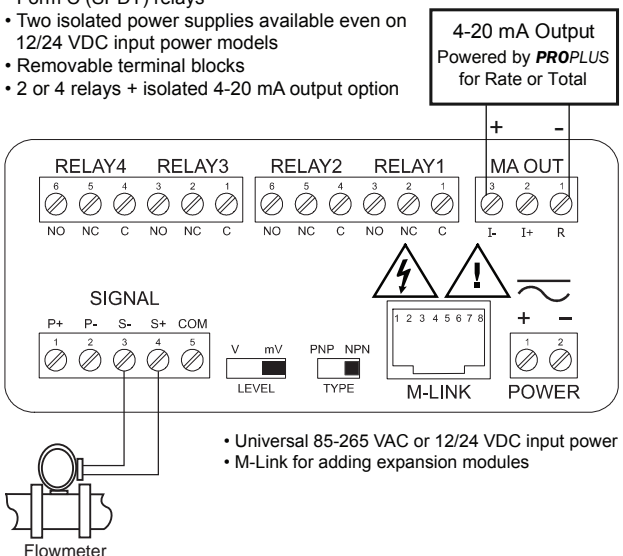 Form C (SPDT) relays
• Two isolated power supplies available even on
12/24 VDC input power models
• Removable terminal blocks
• 2 or 4 relays + isolated 4-20 mA output option
4-20 mA Output
Powered by PROPLUS
for Rate or Total
+ -
RELAY4 RELAY3 RELAY2 RELAY1 MA OUT
6 5 4 3 2 1 6 5 4 3 2 1 3 2 1
NO NC C NO NC C NO NC C NO NC C I- I+ R
SIGNAL
P+ P- S- S+ COM
1 2 3 4 5
V mV
LEVEL
PNP NPN
TYPE
1 2 3 4 5 6 7 8
M-LINK
+ -
1 2
POWER
• Universal 85-265 VAC or 12/24 VDC input power
• M-Link for adding expansion modules
Flowmeter